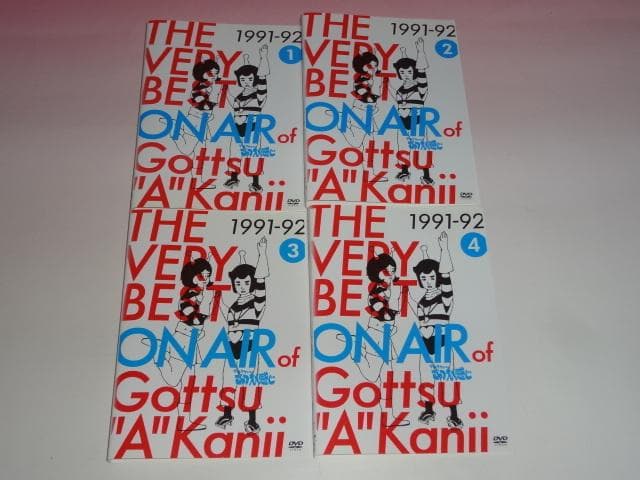 THE 1991-92
VERY 1
BEST
ON AIR of
Gottsu
"A"Kanji
DVD
THE 1991-92
VERY 2
BEST
ON AIR of
Gottsu
"A"Kanji
DVD
THE 1991-92
VERY 3
BEST
ON AIR of
Gottsu
"A"Kanji
DVD
THE 1991-92
VERY 4
BEST
ON AIR of
Gottsu
"A"Kanji
DVD